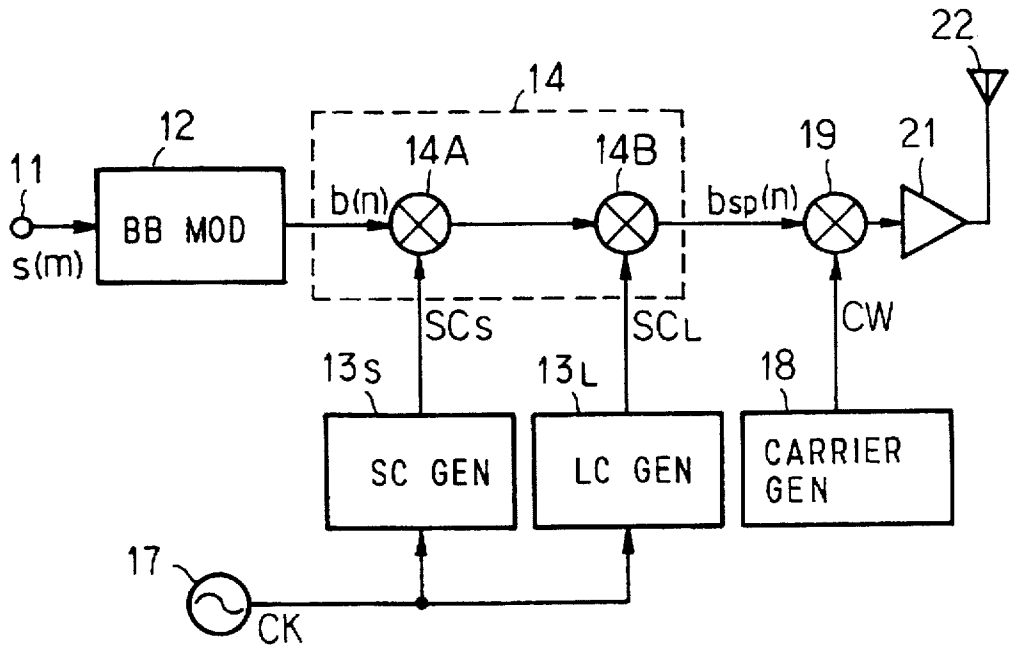 22
14
12
21
11
14A
14B
19
b(n)
bsp(n)
BB MOD
s(m)
SCS
SCL
CW
13S
13L
18
SC GEN
LC GEN
CARRIER
GEN
17
CK